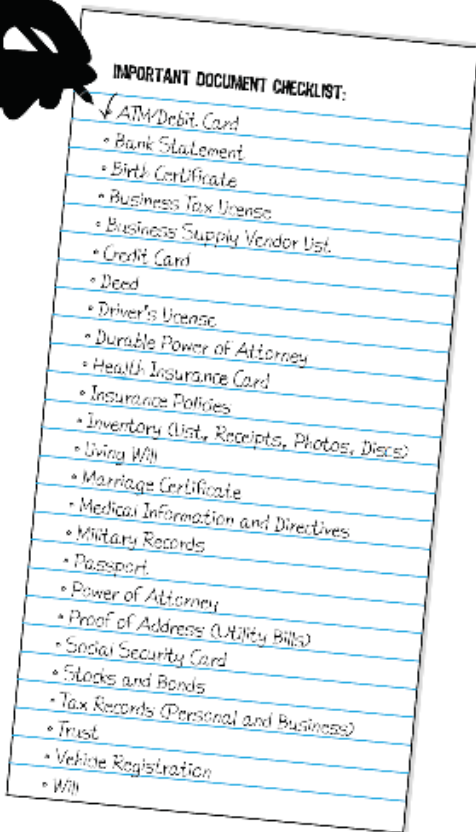 IMPORTANT DOCUMENT CHECKLIST:
✓ ATM/Debit Card
• Bank Statement
• Birth Certificate
• Business Tax License
• Business Supply Vendor List
• Credit Card
• Deed
• Driver's License
• Durable Power of Attorney
• Health Insurance Card
• Insurance Policies
• Inventory (List, Receipts, Photos, Discs)
• Living Will
• Marriage Certificate
• Medical Information and Directives
• Military Records
• Passport
• Power of Attorney
• Proof of Address (Utility Bills)
• Social Security Card
• Stocks and Bonds
• Tax Records (Personal and Business)
• Trust
• Vehicle Registration
• Will